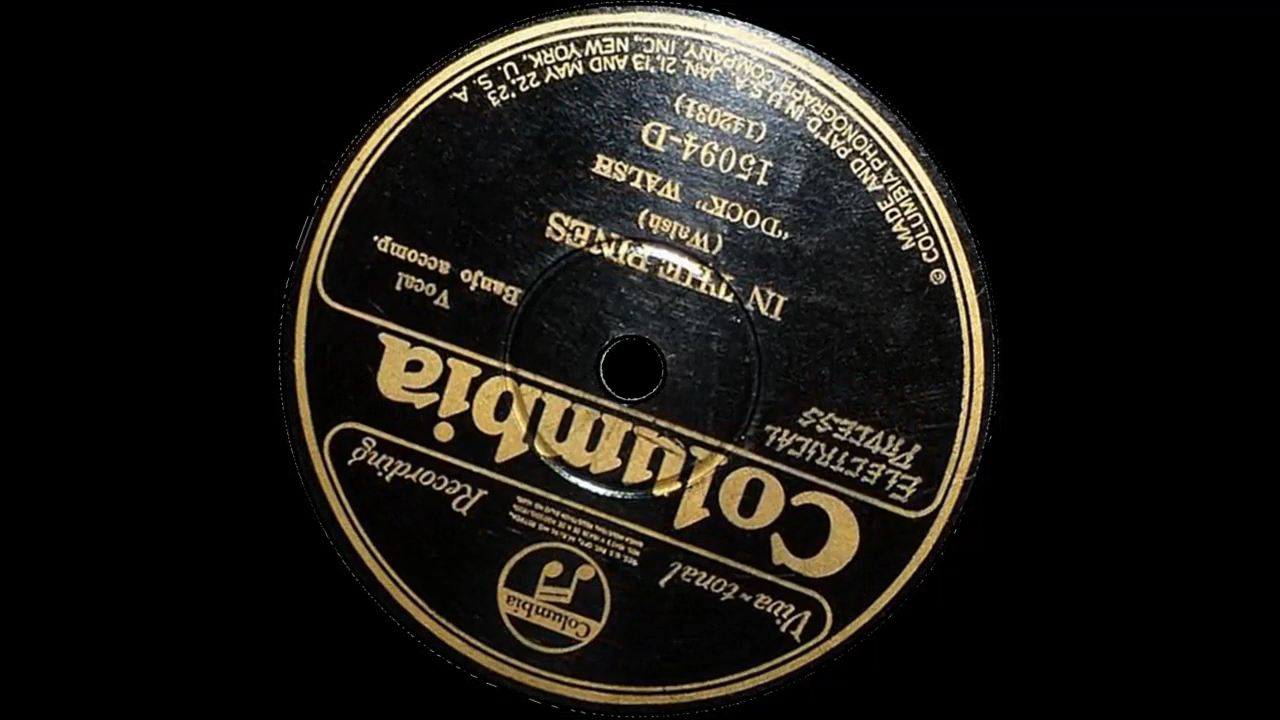 Columbia
Viva-tonal Recording
Columbia
ELECTRICAL
PROCESS
Vocal
Banjo accomp.
IN THE PINES
(Walsh)
"DOCK" WALSH
15094-D
(142031)
MADE AND PAT'D IN U.S.A. JAN. 21,'13 AND MAY 22,'23
© COLUMBIA PHONOGRAPH COMPANY, INC., NEW YORK, U. S. A.